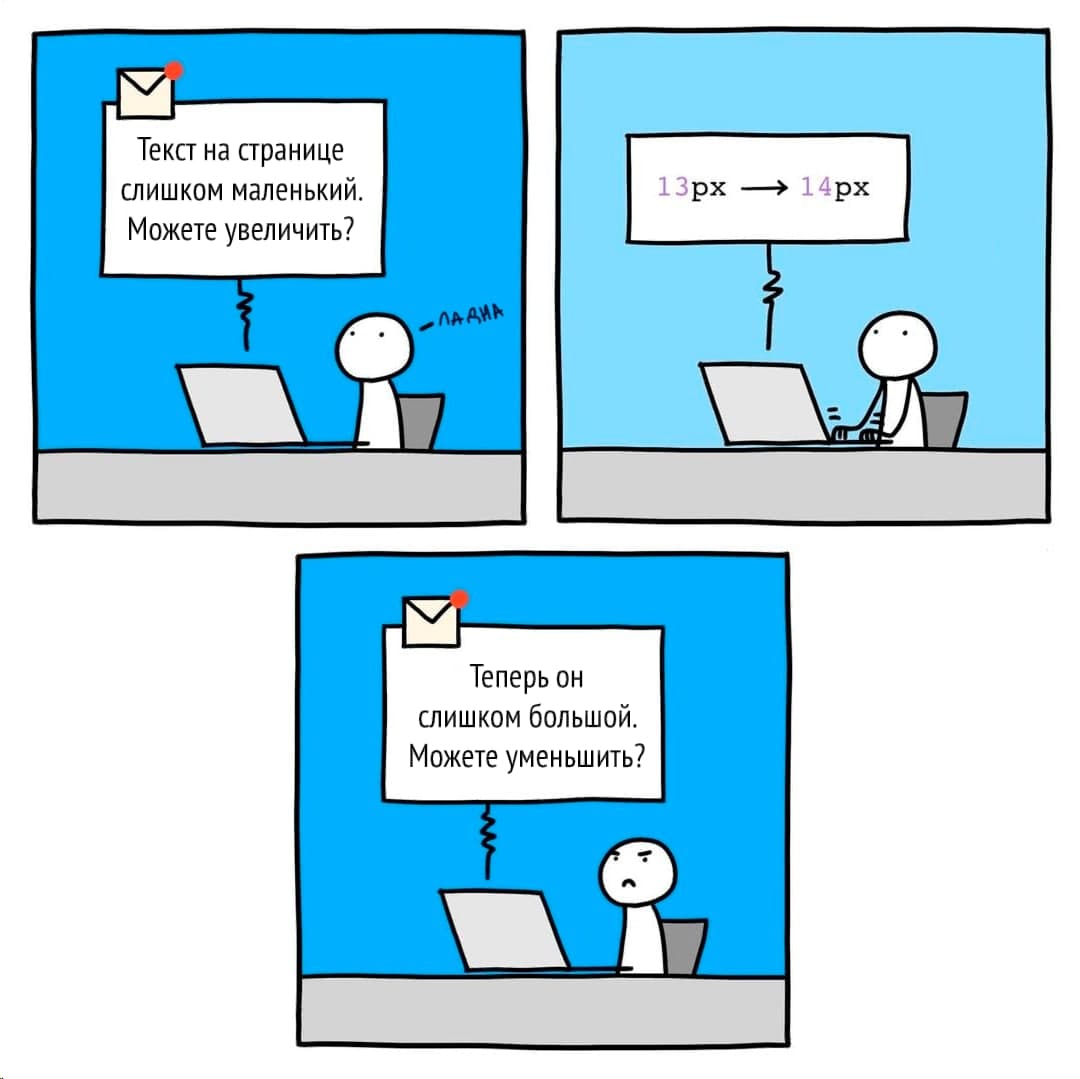 Текст на странице
слишком маленький.
Можете увеличить?
ЛАДНА
13px → 14px
Теперь он
слишком большой.
Можете уменьшить?